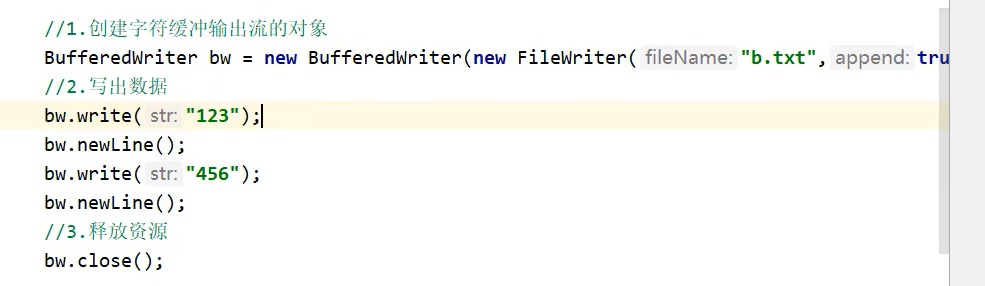 //1.创建字符缓冲输出流的对象
BufferedWriter bw = new BufferedWriter(new FileWriter( fileName: "b.txt", append: tru
//2.写出数据
bw.write( str: "123");
bw.newLine();
bw.write( str: "456");
bw.newLine();
//3.释放资源
bw.close();